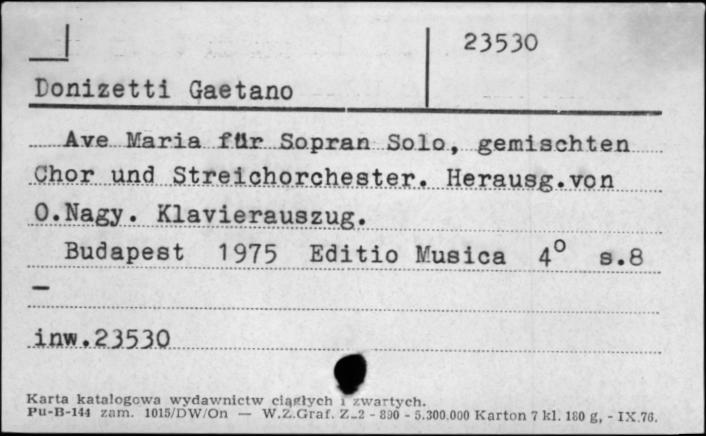 23530
Donizetti Gaetano
Ave Maria für Sopran Solo, gemischten
Chor und Streichorchester. Herausg.von
O.Nagy. Klavierauszug.
Budapest 1975 Editio Musica 4° s.8
—
inw.23530
Karta katalogowa wydawnictw ciągłych i zwartych.
Pu-B-144 zam. 1015/DW/On — W.Z.Graf. Z-2 - 890 - 5.300.000 Karton 7 kl. 180 g, - IX.76.